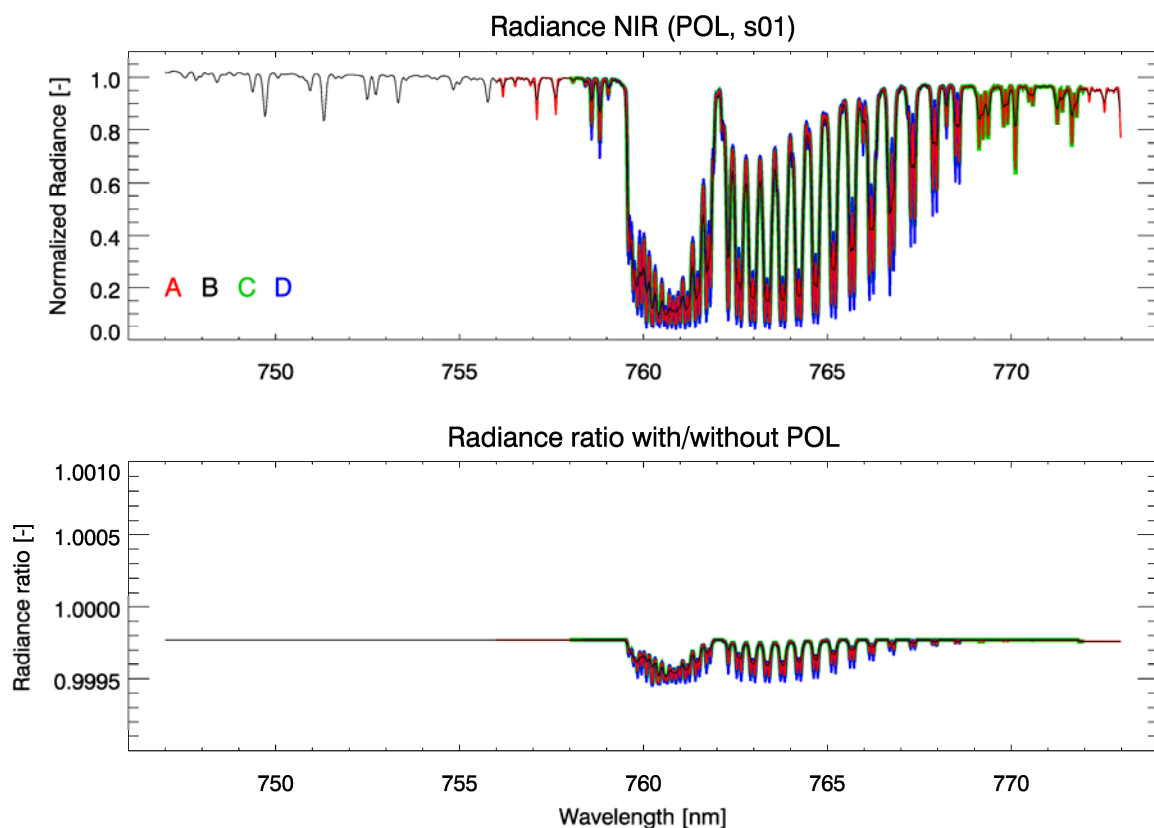 Radiance NIR (POL, s01)
Normalized Radiance [-]
1.0
0.8
0.6
0.4
0.2
0.0
A B C D
750 755 760 765 770
Radiance ratio with/without POL
Radiance ratio [-]
1.0010
1.0005
1.0000
0.9995
750 755 760 765 770
Wavelength [nm]